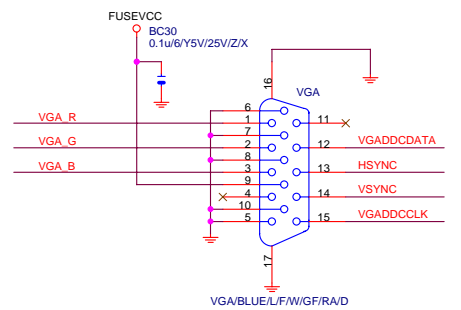 FUSEVCC
BC30
0.1u/6/Y5V/25V/Z/X
16
VGA
6
VGA_R
1
11
7
VGA_G
2
12
VGADDCDATA
8
VGA_B
3
13
HSYNC
9
4
14
VSYNC
10
5
15
VGADDCCLK
17
VGA/BLUE/L/F/W/GF/RA/D